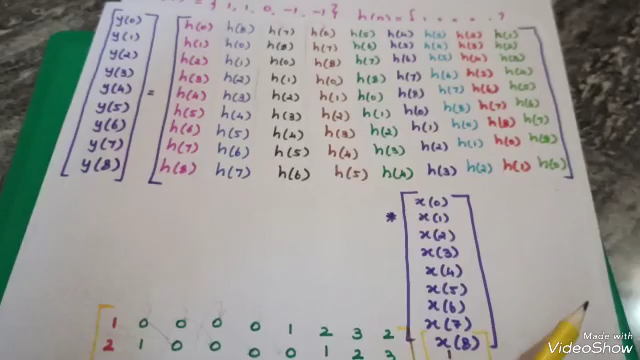 = { 1, 1, 0, -1, -1 } h(n) = {
y(0) h(0) h(8) h(7) h(6) h(5) h(4) h(3) h(2) h(1)
y(1) h(1) h(0) h(8) h(7) h(6) h(5) h(4) h(3) h(2)
y(2) h(2) h(1) h(0) h(8) h(7) h(6) h(5) h(4) h(3)
y(3) h(3) h(2) h(1) h(0) h(8) h(7) h(6) h(5) h(4)
y(4) = h(4) h(3) h(2) h(1) h(0) h(8) h(7) h(6) h(5)
y(5) h(5) h(4) h(3) h(2) h(1) h(0) h(8) h(7) h(6)
y(6) h(6) h(5) h(4) h(3) h(2) h(1) h(0) h(8) h(7)
y(7) h(7) h(6) h(5) h(4) h(3) h(2) h(1) h(0) h(8)
y(8) h(8) h(7) h(6) h(5) h(4) h(3) h(2) h(1) h(0)
x(0)
* x(1)
x(2)
x(3)
x(4)
x(5)
x(6)
x(7)
x(8)
1 0 0 0 0 1 2 3 2
2 1 0 0 0 0 1 2 3 1
Made with
VideoShow